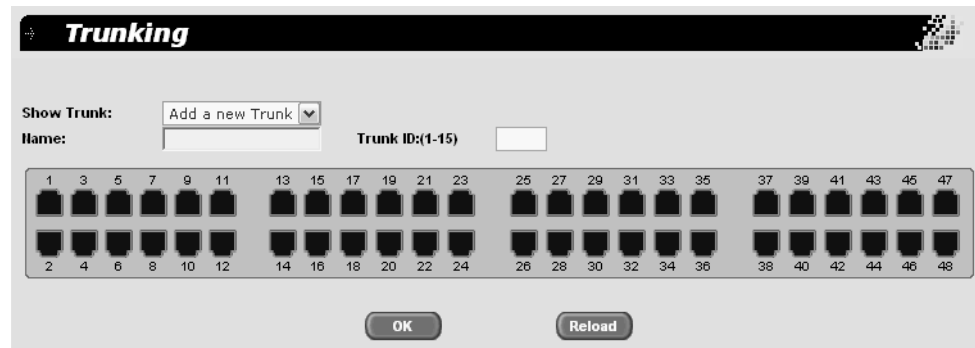 Trunking
Show Trunk: Add a new Trunk
Name: Trunk ID:(1-15)
1 3 5 7 9 11 13 15 17 19 21 23 25 27 29 31 33 35 37 39 41 43 45 47
2 4 6 8 10 12 14 16 18 20 22 24 26 28 30 32 34 36 38 40 42 44 46 48
OK Reload